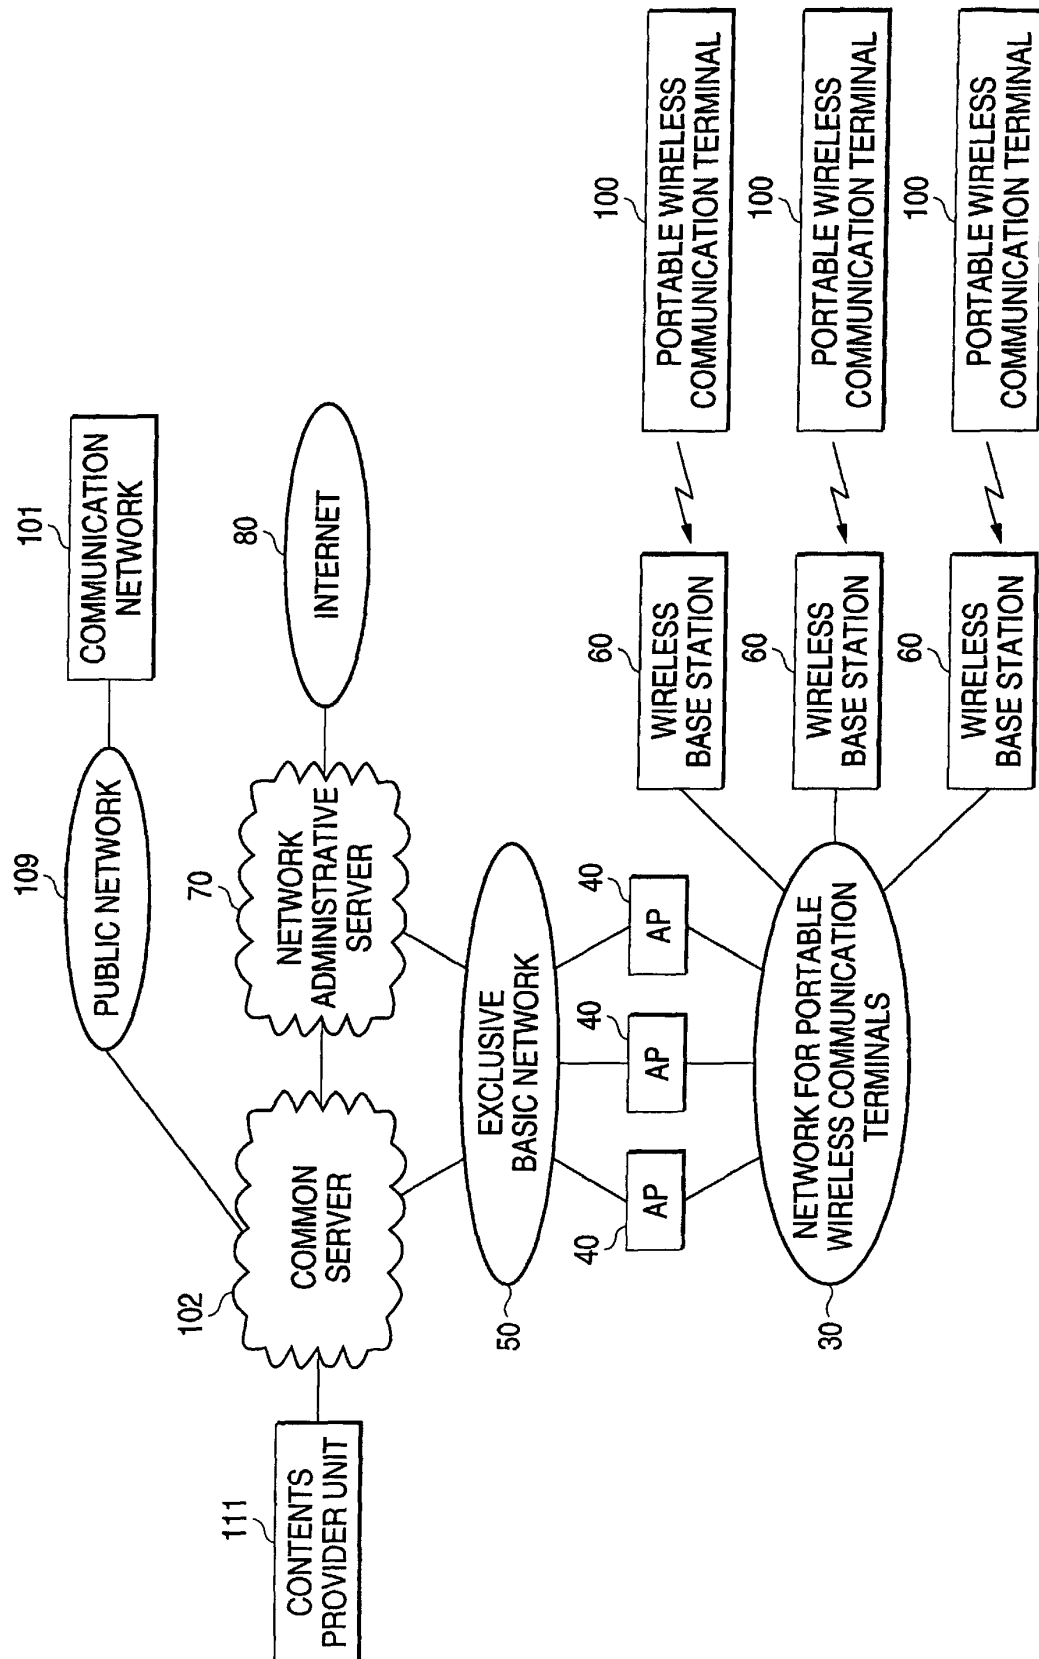 101
COMMUNICATION
NETWORK
109
PUBLIC NETWORK
80
INTERNET
70
NETWORK
ADMINISTRATIVE
SERVER
102
COMMON
SERVER
111
CONTENTS
PROVIDER UNIT
EXCLUSIVE
BASIC NETWORK
50
40
AP
40
AP
40
AP
NETWORK FOR PORTABLE
WIRELESS COMMUNICATION
TERMINALS
30
60
WIRELESS
BASE STATION
100
PORTABLE WIRELESS
COMMUNICATION TERMINAL
60
WIRELESS
BASE STATION
100
PORTABLE WIRELESS
COMMUNICATION TERMINAL
60
WIRELESS
BASE STATION
100
PORTABLE WIRELESS
COMMUNICATION TERMINAL